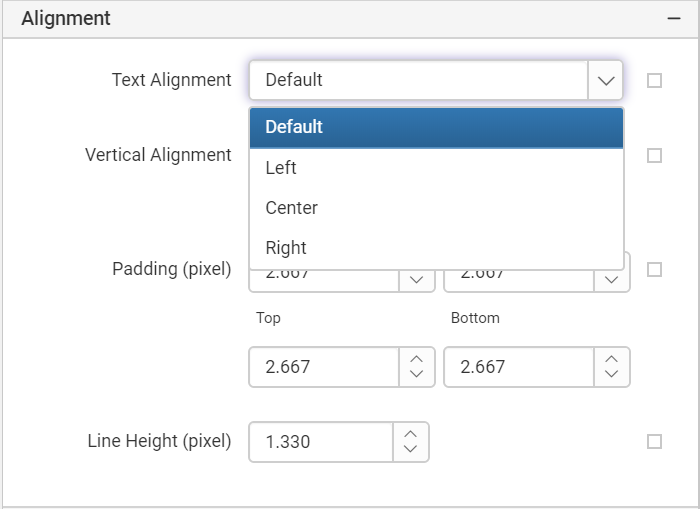 Alignment
Text Alignment Default
Default
Vertical Alignment
Left
Center
Right
Padding (pixel) 2.667 2.667
Top Bottom
2.667 2.667
Line Height (pixel) 1.330